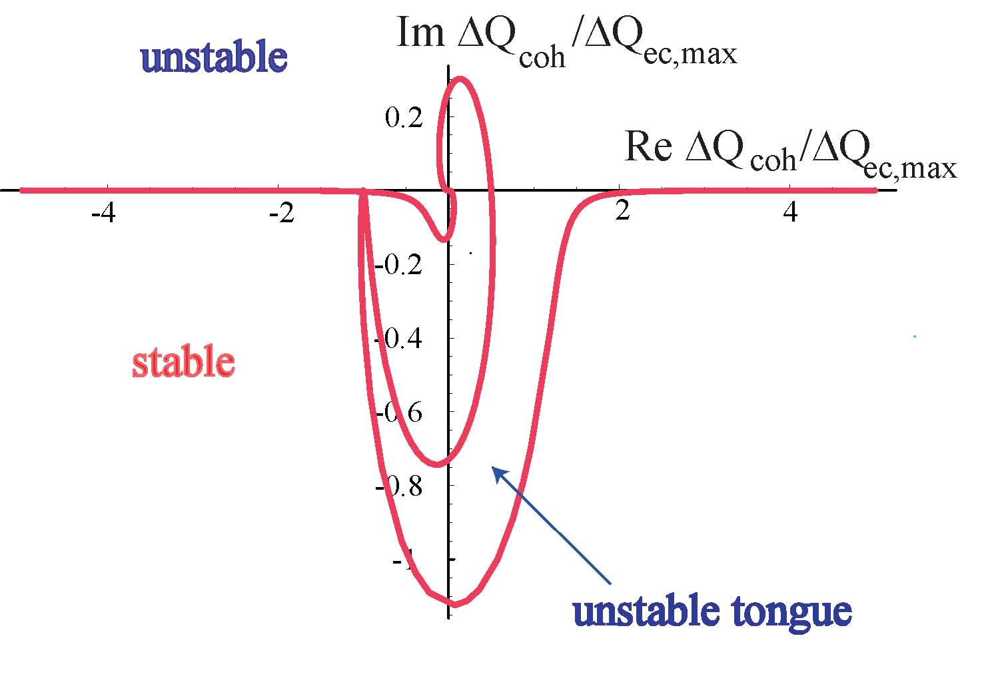 Im ΔQcoh/ΔQec,max
unstable
0.2
Re ΔQcoh/ΔQec,max
-4
-2
2
4
-0.2
-0.4
stable
-0.6
-0.8
-1
unstable tongue